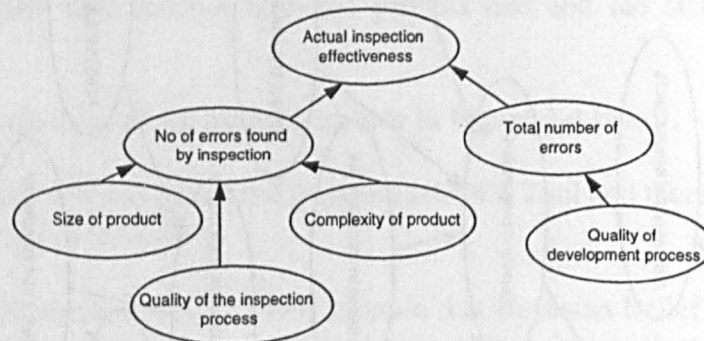 Actual inspection
effectiveness
No of errors found
by inspection
Total number of
errors
Size of product
Complexity of product
Quality of
development process
Quality of the inspection
process